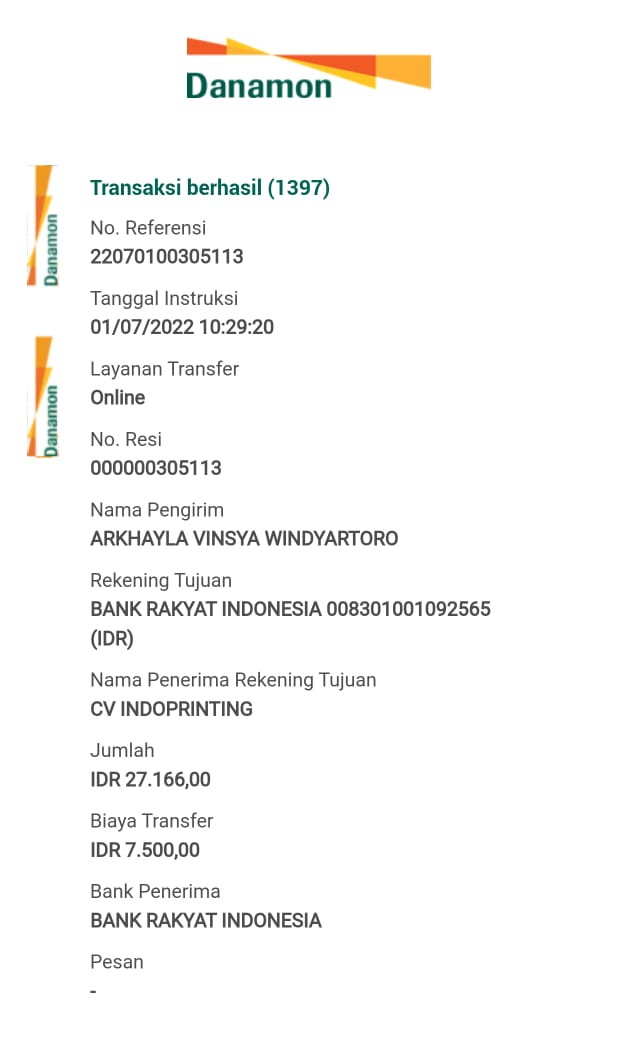 Danamon
Transaksi berhasil (1397)
No. Referensi
22070100305113
Tanggal Instruksi
01/07/2022 10:29:20
Layanan Transfer
Online
No. Resi
000000305113
Nama Pengirim
ARKHAYLA VINSYA WINDYARTORO
Rekening Tujuan
BANK RAKYAT INDONESIA 008301001092565
(IDR)
Nama Penerima Rekening Tujuan
CV INDOPRINTING
Jumlah
IDR 27.166,00
Biaya Transfer
IDR 7.500,00
Bank Penerima
BANK RAKYAT INDONESIA
Pesan
-
Danamon
Danamon